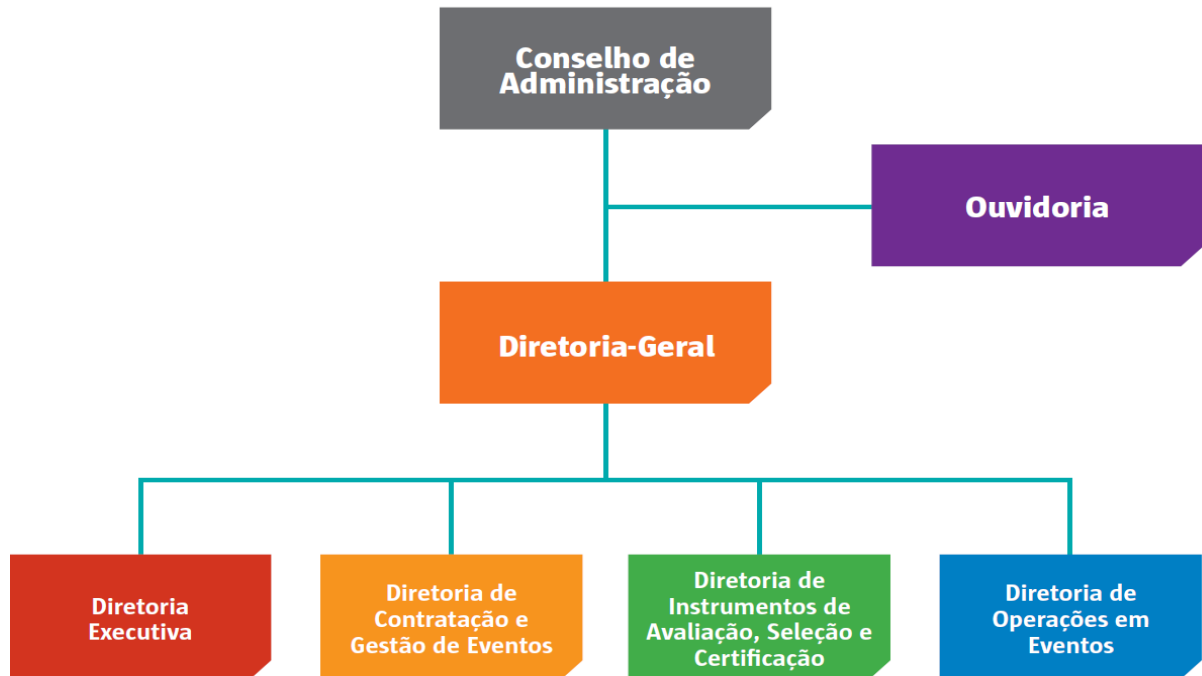 Conselho de
Administração
Ouvidoria
Diretoria-Geral
Diretoria
Executiva
Diretoria de
Contratação e
Gestão de Eventos
Diretoria de
Instrumentos de
Avaliação, Seleção e
Certificação
Diretoria de
Operações em
Eventos